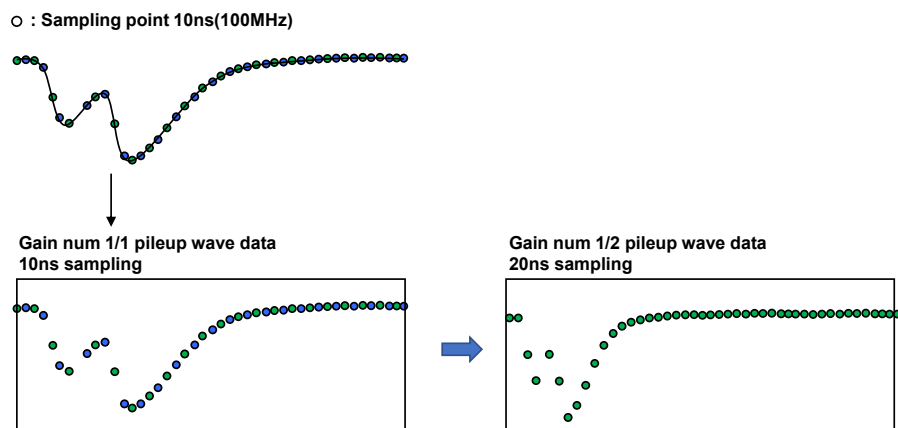 o : Sampling point 10ns(100MHz)
Gain num 1/1 pileup wave data
10ns sampling
Gain num 1/2 pileup wave data
20ns sampling